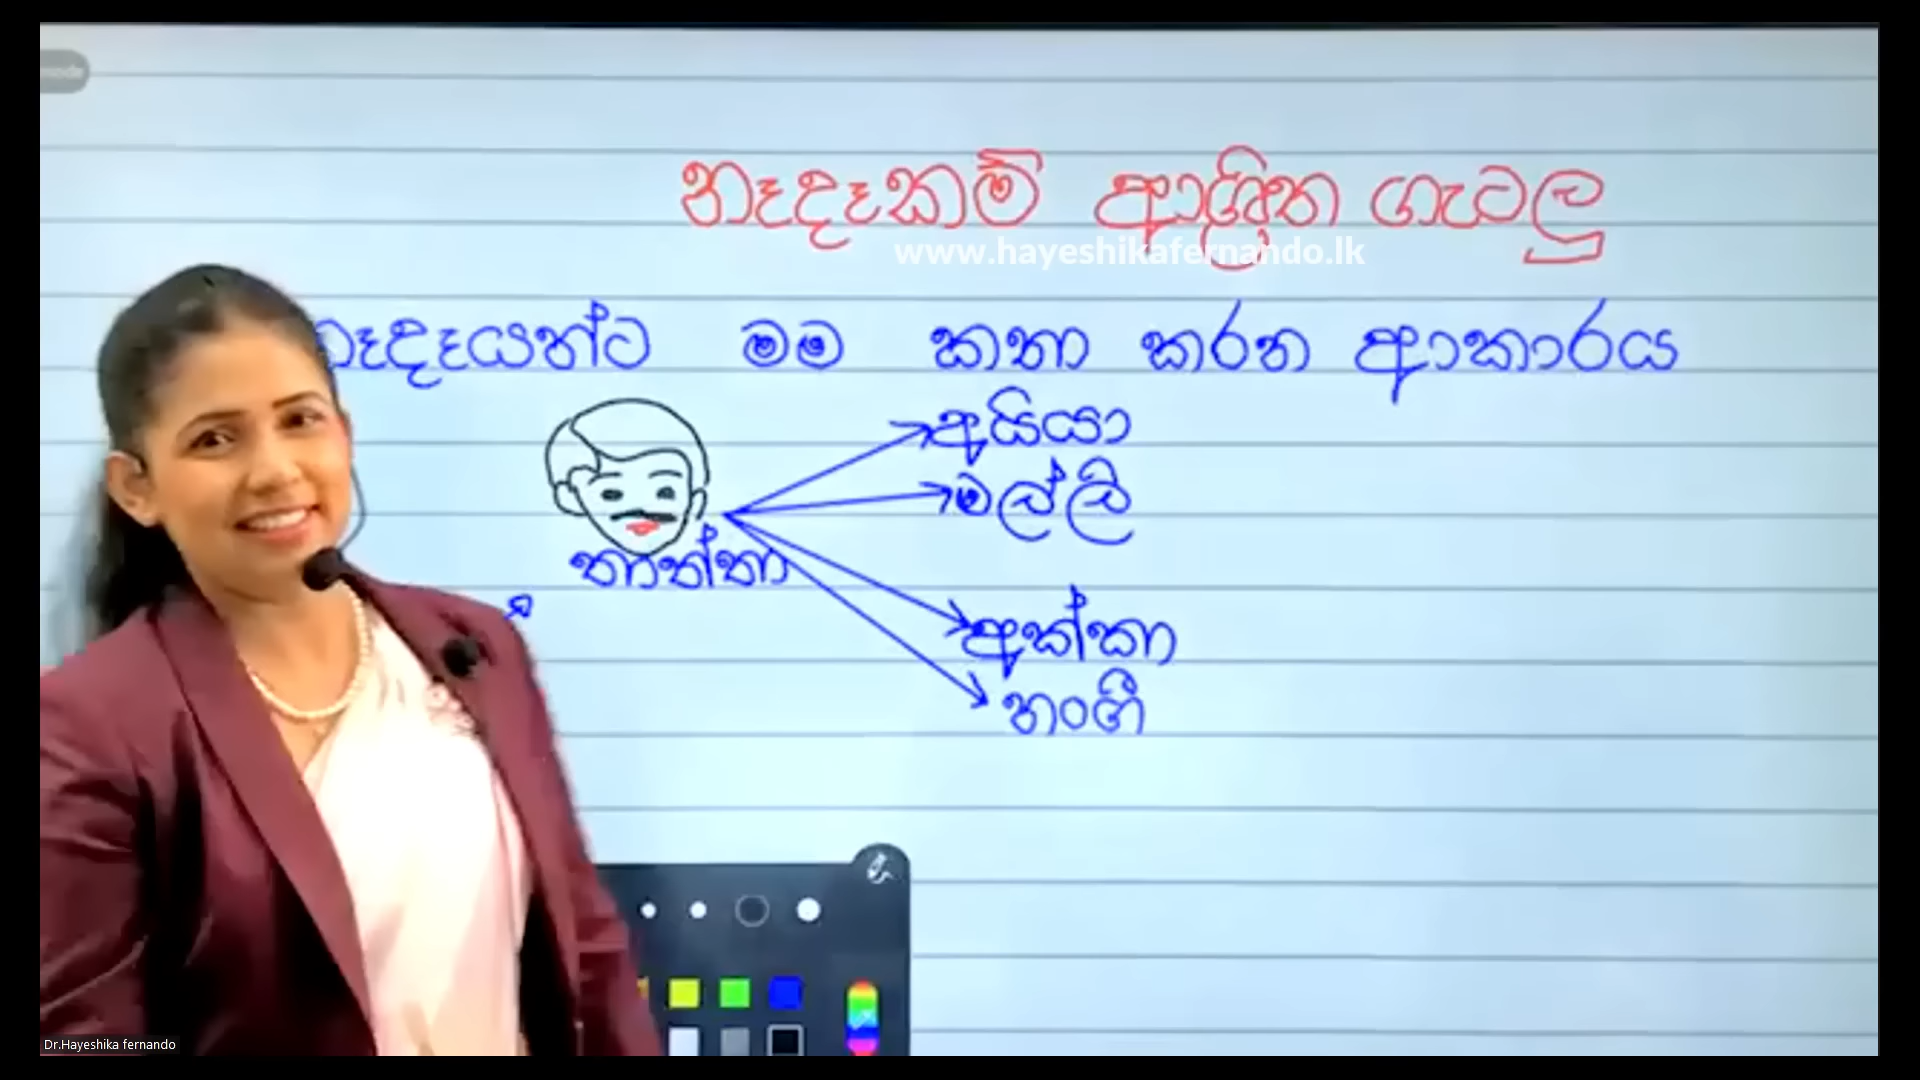 නෑදෑකම් ආශ්‍රිත ගැටලු
www.hayeshikafernando.lk
නෑදෑයන්ට මම කතා කරන ආකාරය
අයියා
මල්ලි
තාත්තා
අක්කා
නංගී
Dr.Hayeshika fernando